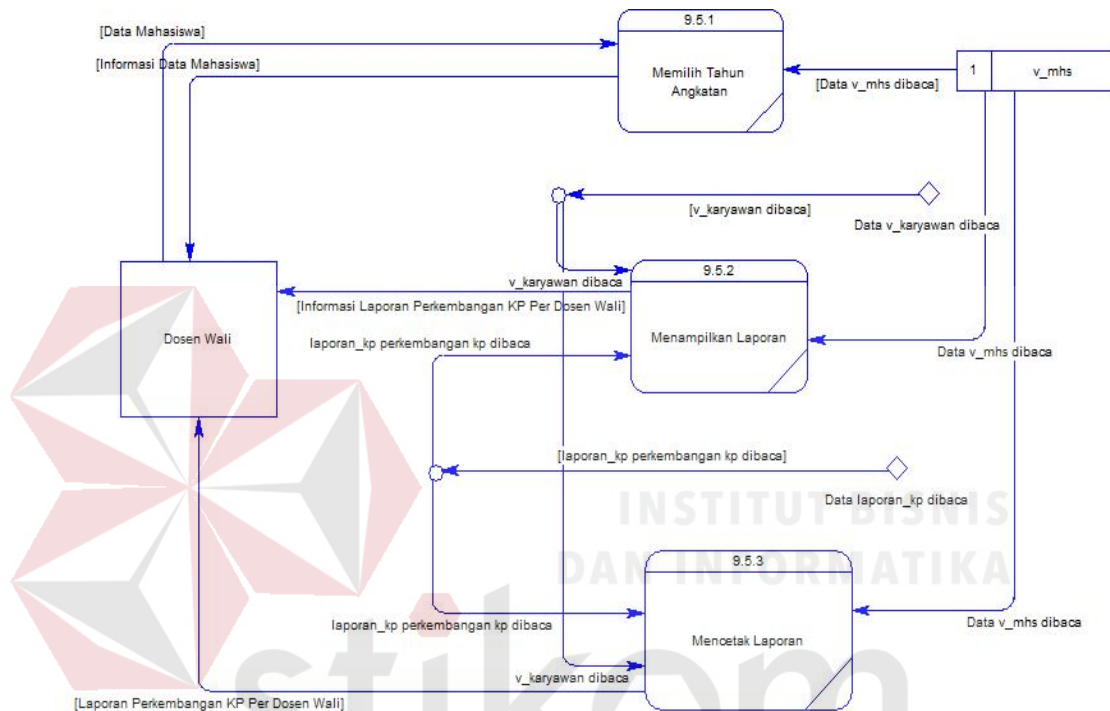 [Data Mahasiswa]
9.5.1
[Informasi Data Mahasiswa]
Memilih Tahun
Angkatan
1
v_mhs
[Data v_mhs dibaca]
[v_karyawan dibaca]
Data v_karyawan dibaca
9.5.2
v_karyawan dibaca
[Informasi Laporan Perkembangan KP Per Dosen Wali]
Dosen Wali
Menampilkan Laporan
laporan_kp perkembangan kp dibaca
Data v_mhs dibaca
[laporan_kp perkembangan kp dibaca]
Data laporan_kp dibaca
INSTITUT BISNIS
DAN INFORMATIKA
9.5.3
laporan_kp perkembangan kp dibaca
Data v_mhs dibaca
Mencetak Laporan
v_karyawan dibaca
[Laporan Perkembangan KP Per Dosen Wali]
stikom